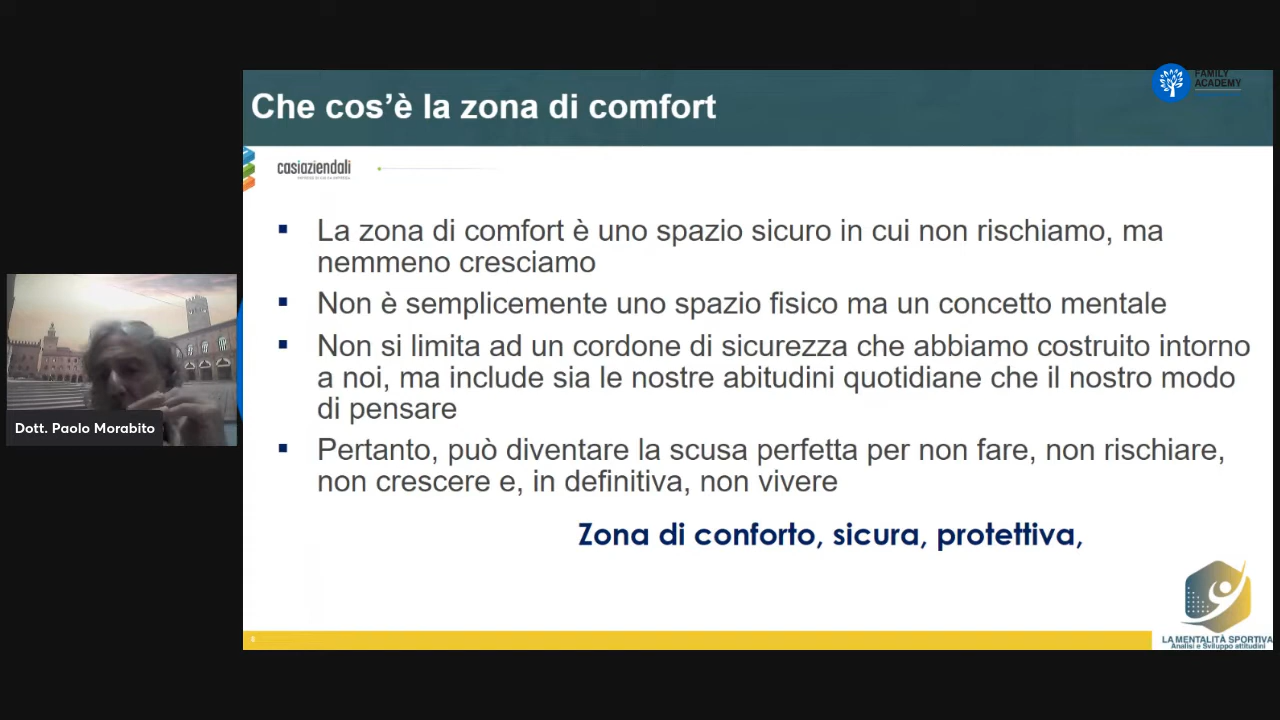 FAMILY
ACADEMY
Che cos’è la zona di comfort
casiaziendali
La zona di comfort è uno spazio sicuro in cui non rischiamo, ma
nemmeno cresciamo
Non è semplicemente uno spazio fisico ma un concetto mentale
Non si limita ad un cordone di sicurezza che abbiamo costruito intorno
a noi, ma include sia le nostre abitudini quotidiane che il nostro modo
di pensare
Pertanto, può diventare la scusa perfetta per non fare, non rischiare,
non crescere e, in definitiva, non vivere
Zona di conforto, sicura, protettiva,
Dott. Paolo Morabito
LA MENTALITÀ SPORTIVA
Analisi e Sviluppo attitudini